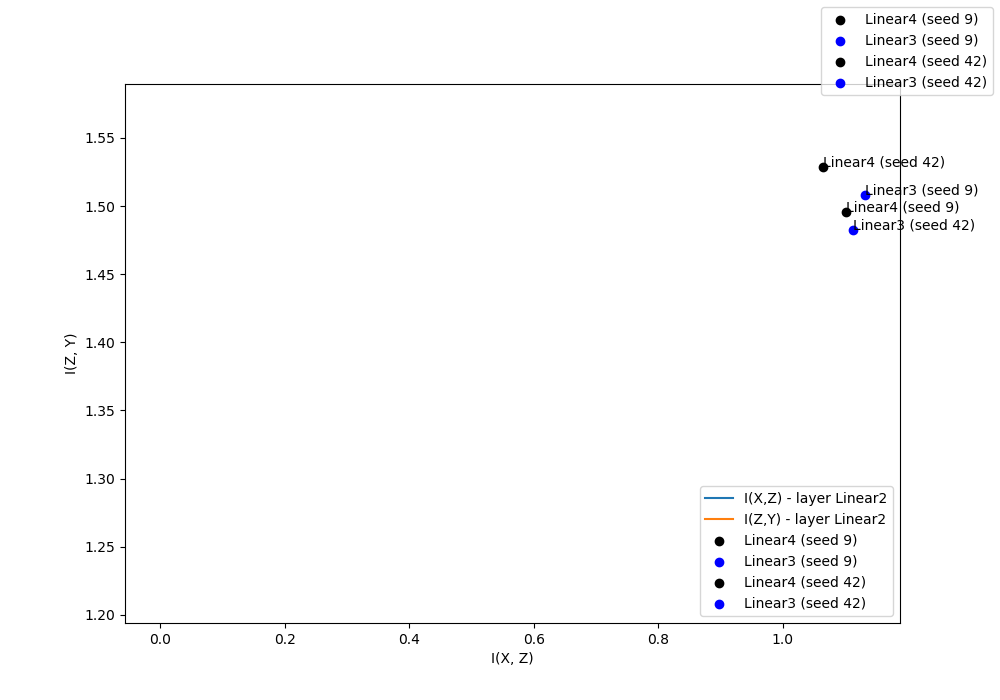 Linear4 (seed 9)
Linear3 (seed 9)
Linear4 (seed 42)
Linear3 (seed 42)
1.55
1.50
1.45
1.40
1.35
1.30
1.25
1.20
I(Z, Y)
Linear4 (seed 42)
Linear3 (seed 9)
Linear4 (seed 9)
Linear3 (seed 42)
I(X,Z) - layer Linear2
I(Z,Y) - layer Linear2
Linear4 (seed 9)
Linear3 (seed 9)
Linear4 (seed 42)
Linear3 (seed 42)
0.0 0.2 0.4 0.6 0.8 1.0
I(X, Z)